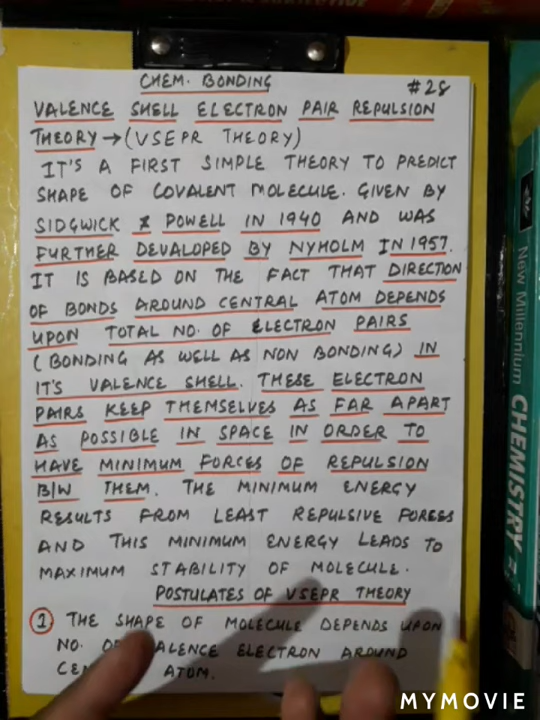 CHEM. BONDING
#28
VALENCE SHELL ELECTRON PAIR REPULSION
THEORY → (VSEPR THEORY)
IT'S A FIRST SIMPLE THEORY TO PREDICT
SHAPE OF COVALENT MOLECULE. GIVEN BY
SIDGWICK & POWELL IN 1940 AND WAS
FURTHER DEVALOPED BY NYHOLM IN 1957.
IT IS BASED ON THE FACT THAT DIRECTION
OF BONDS AROUND CENTRAL ATOM DEPENDS
UPON TOTAL NO. OF ELECTRON PAIRS
(BONDING AS WELL AS NON BONDING) IN
IT'S VALENCE SHELL. THESE ELECTRON
PAIRS KEEP THEMSELVES AS FAR APART
AS POSSIBLE IN SPACE IN ORDER TO
HAVE MINIMUM FORCES OF REPULSION
B/W THEM. THE MINIMUM ENERGY
RESULTS FROM LEAST REPULSIVE FORCES
AND THIS MINIMUM ENERGY LEADS TO
MAXIMUM STABILITY OF MOLECULE.
POSTULATES OF VSEPR THEORY
1 THE SHAPE OF MOLECULE DEPENDS UPON
NO. OF VALENCE ELECTRON AROUND
ATOM.
New Millennium CHEMISTRY
MYMOVIE